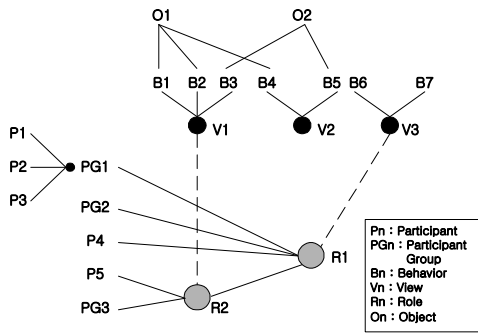 O1 O2
B1 B2 B3 B4 B5 B6 B7
V1 V2 V3
P1
P2 PG1
P3
PG2
P4 R1
P5
R2
PG3
Pn : Participant
PGn : Participant
Group
Bn : Behavior
Vn : View
Rn : Role
On : Object